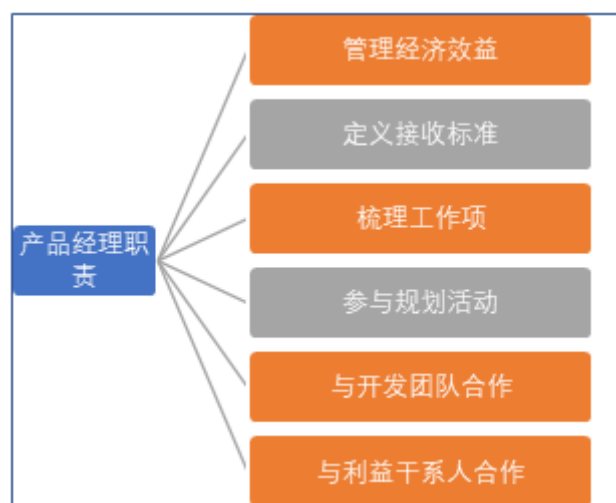 管理经济效益
定义接收标准
梳理工作项
产品经理职
责
参与规划活动
与开发团队合作
与利益干系人合作